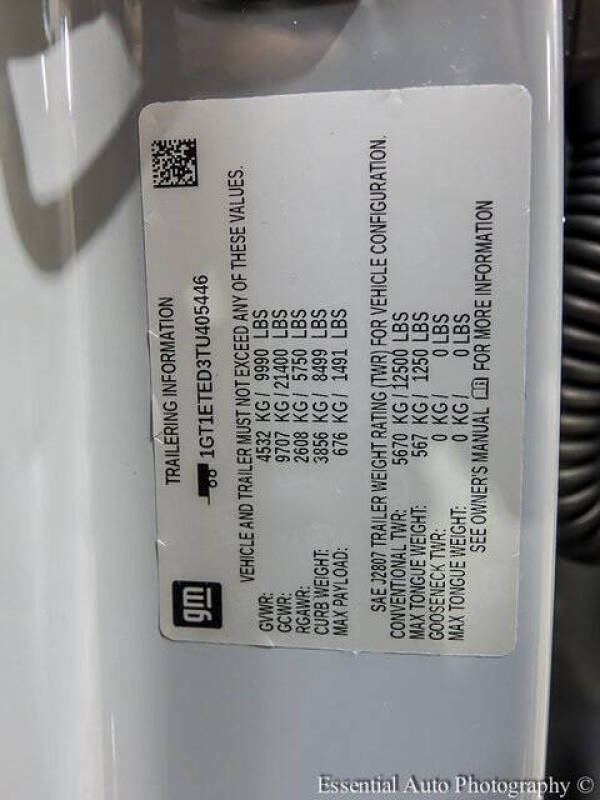 gm
TRAILERING INFORMATION
1GT1ETED3TU405446
VEHICLE AND TRAILER MUST NOT EXCEED ANY OF THESE VALUES.
GVWR: 4532 KG / 9990 LBS
GCWR: 9707 KG / 21400 LBS
RGAWR: 2608 KG / 5750 LBS
CURB WEIGHT: 3856 KG / 8499 LBS
MAX PAYLOAD: 676 KG / 1491 LBS
SAE J2807 TRAILER WEIGHT RATING (TWR) FOR VEHICLE CONFIGURATION.
CONVENTIONAL TWR: 5670 KG / 12500 LBS
MAX TONGUE WEIGHT: 567 KG / 1250 LBS
GOOSENECK TWR: 0 KG / 0 LBS
MAX TONGUE WEIGHT: 0 KG / 0 LBS
SEE OWNER'S MANUAL FOR MORE INFORMATION
Essential Auto Photography ©